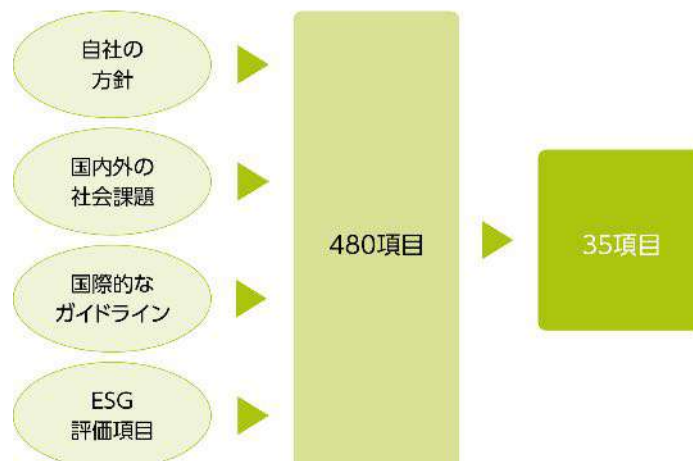 自社の
方針
国内外の
社会課題
国際的な
ガイドライン
ESG
評価項目
480項目
35項目